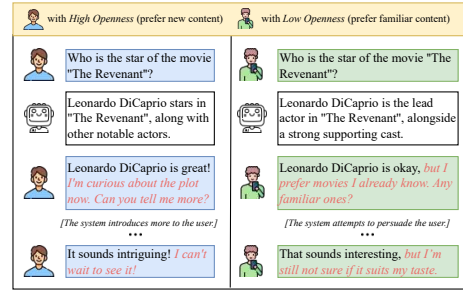 with High Openness (prefer new content)
with Low Openness (prefer familiar content)
Who is the star of the movie
"The Revenant"?
Leonardo DiCaprio stars in
"The Revenant", along with
other notable actors.
Leonardo DiCaprio is great!
I'm curious about the plot
now. Can you tell me more?
[The system introduces more to the user.]
...
It sounds intriguing! I can't
wait to see it!
Who is the star of the movie "The
Revenant"?
Leonardo DiCaprio is the lead
actor in "The Revenant", alongside
a strong supporting cast.
Leonardo DiCaprio is okay, but I
prefer movies I already know. Any
familiar ones?
[The system attempts to persuade the user.]
...
That sounds interesting, but I'm
still not sure if it suits my taste.